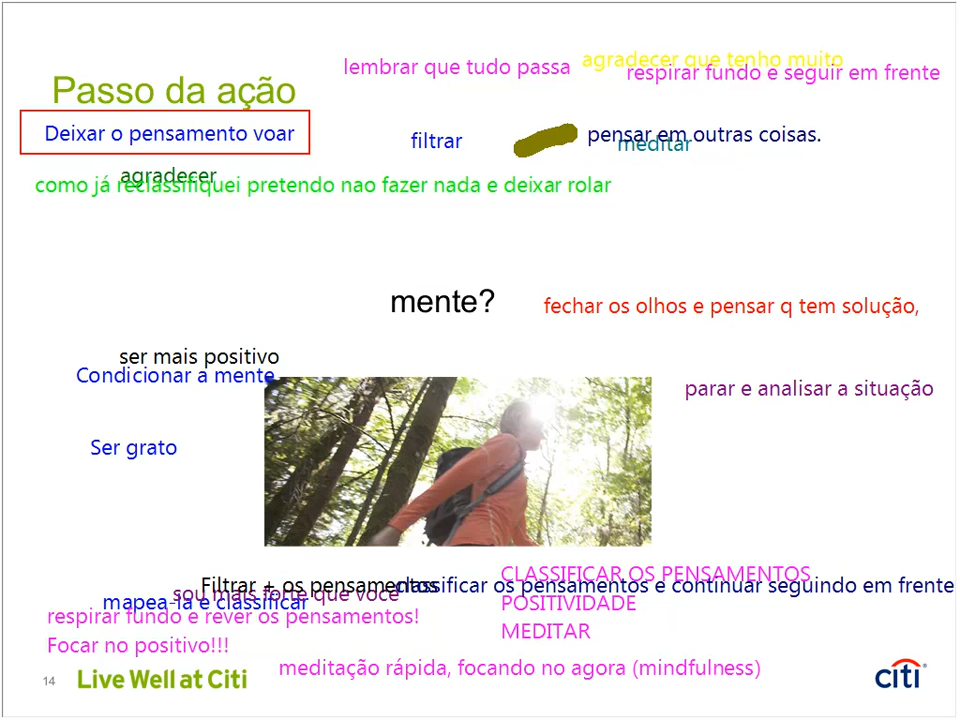 lembrar que tudo passa
agradecer que tenho muito
respirar fundo e seguir em frente
Passo da ação
Deixar o pensamento voar
filtrar
pensar em outras coisas.
meditar
agradecer
como já reclassifiquei pretendo nao fazer nada e deixar rolar
mente?
fechar os olhos e pensar q tem solução,
ser mais positivo
Condicionar a mente
parar e analisar a situação
Ser grato
CLASSIFICAR OS PENSAMENTOS
Filtrar + os pensamentos
classificar os pensamentos e continuar seguindo em frente
sou mais forte que você
mapea-la e classificar
POSITIVIDADE
respirar fundo e rever os pensamentos!
MEDITAR
Focar no positivo!!!
meditação rápida, focando no agora (mindfulness)
14
Live Well at Citi
citi